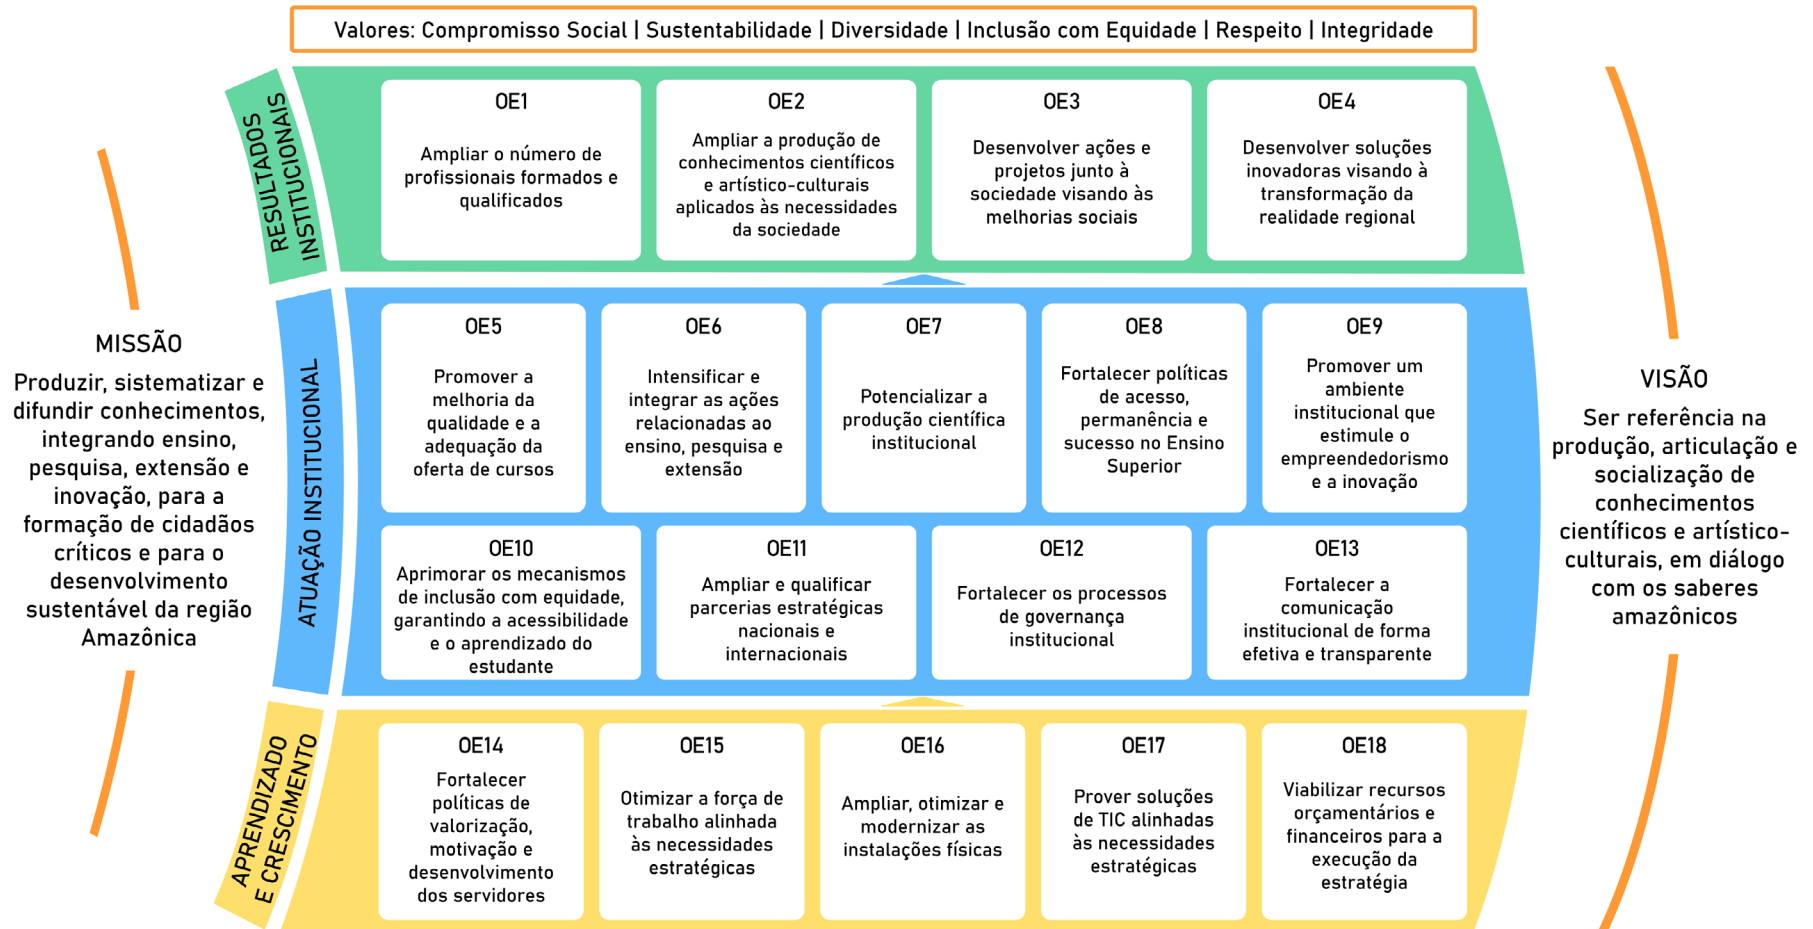 Valores: Compromisso Social | Sustentabilidade | Diversidade | Inclusão com Equidade | Respeito | Integridade
RESULTADOS
INSTITUCIONAIS
OE1
Ampliar o número de
profissionais formados e
qualificados
OE2
Ampliar a produção de
conhecimentos científicos
e artístico-culturais
aplicados às necessidades
da sociedade
OE3
Desenvolver ações e
projetos junto à
sociedade visando às
melhorias sociais
OE4
Desenvolver soluções
inovadoras visando à
transformação da
realidade regional
MISSÃO
Produzir, sistematizar e
difundir conhecimentos,
integrando ensino,
pesquisa, extensão e
inovação, para a
formação de cidadãos
críticos e para o
desenvolvimento
sustentável da região
Amazônica
ATUAÇÃO INSTITUCIONAL
OE5
Promover a
melhoria da
qualidade e a
adequação da
oferta de cursos
OE6
Intensificar e
integrar as ações
relacionadas ao
ensino, pesquisa e
extensão
OE7
Potencializar a
produção científica
institucional
OE8
Fortalecer políticas
de acesso,
permanência e
sucesso no Ensino
Superior
OE9
Promover um
ambiente
institucional que
estimule o
empreendedorismo
e a inovação
OE10
Aprimorar os mecanismos
de inclusão com equidade,
garantindo a acessibilidade
e o aprendizado do
estudante
OE11
Ampliar e qualificar
parcerias estratégicas
nacionais e
internacionais
OE12
Fortalecer os processos
de governança
institucional
OE13
Fortalecer a
comunicação
institucional de forma
efetiva e transparente
VISÃO
Ser referência na
produção, articulação e
socialização de
conhecimentos
científicos e artístico-
culturais, em diálogo
com os saberes
amazônicos
APRENDIZADO
E CRESCIMENTO
OE14
Fortalecer
políticas de
valorização,
motivação e
desenvolvimento
dos servidores
OE15
Otimizar a força de
trabalho alinhada
às necessidades
estratégicas
OE16
Ampliar, otimizar e
modernizar as
instalações físicas
OE17
Prover soluções
de TIC alinhadas
às necessidades
estratégicas
OE18
Viabilizar recursos
orçamentários e
financeiros para a
execução da
estratégia